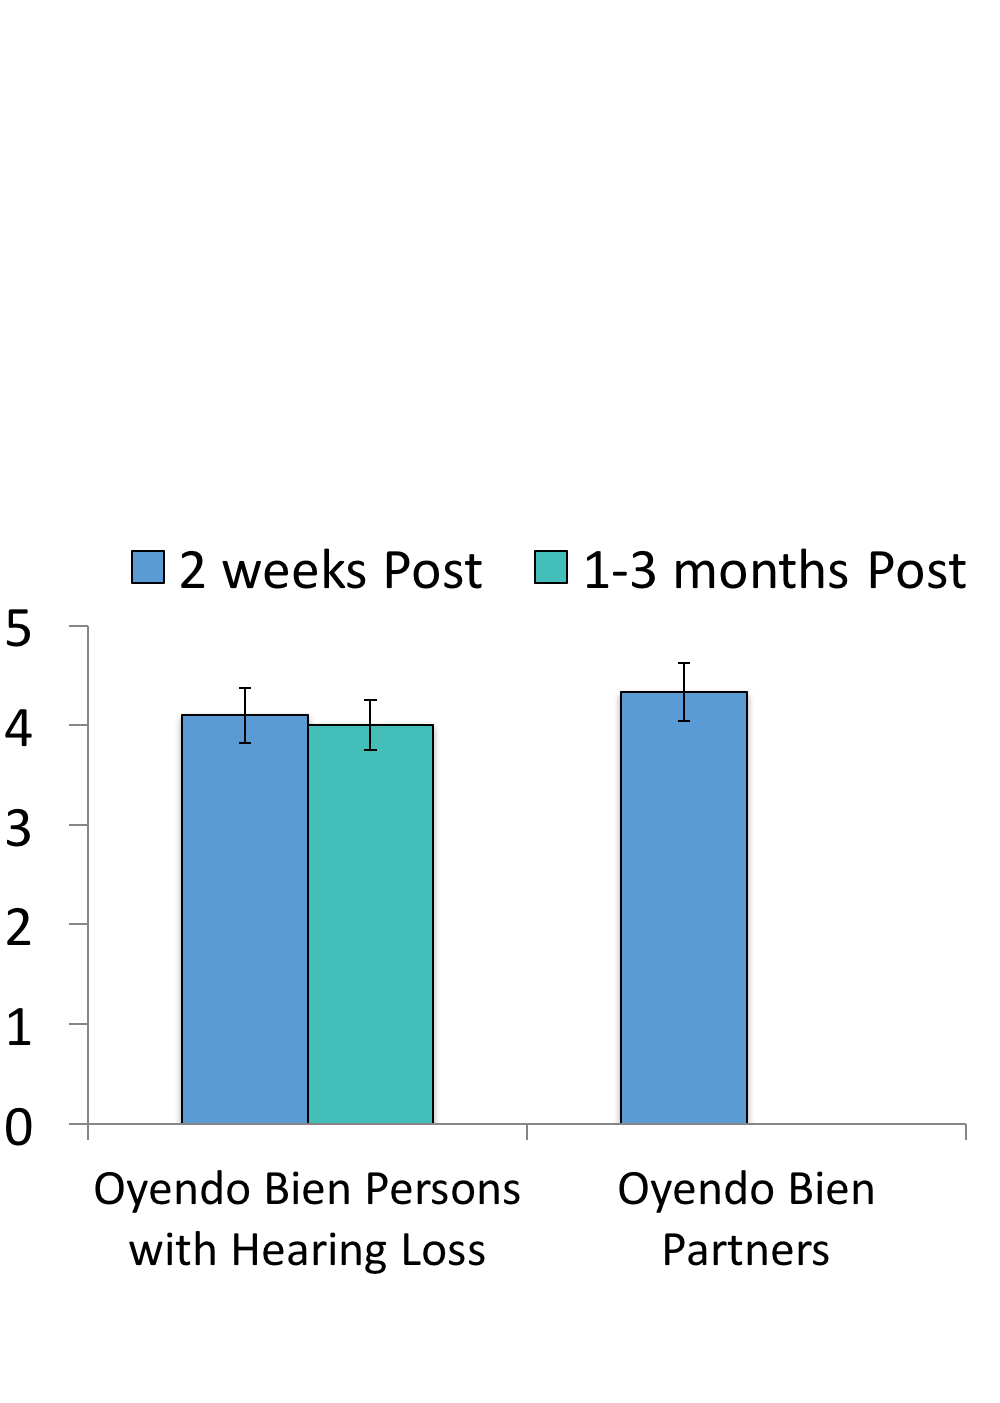 2 weeks Post 1-3 months Post
5
4
3
2
1
0
Oyendo Bien Persons
with Hearing Loss
Oyendo Bien
Partners